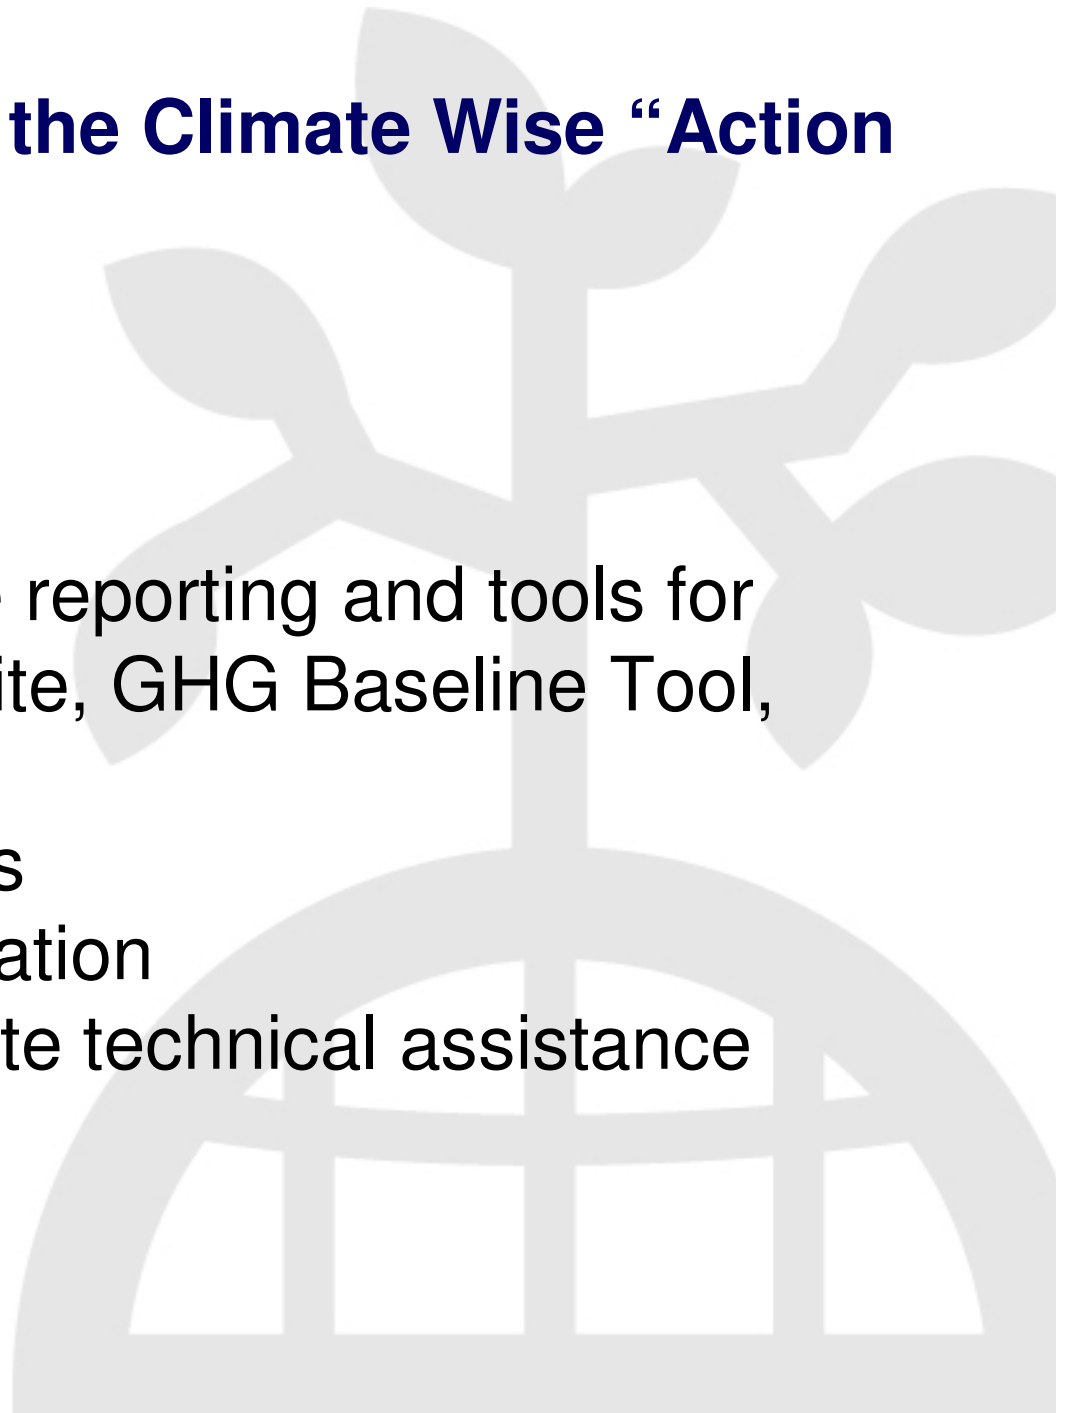 the Climate Wise “Action
reporting and tools for
ite, GHG Baseline Tool,
s
ation
te technical assistance